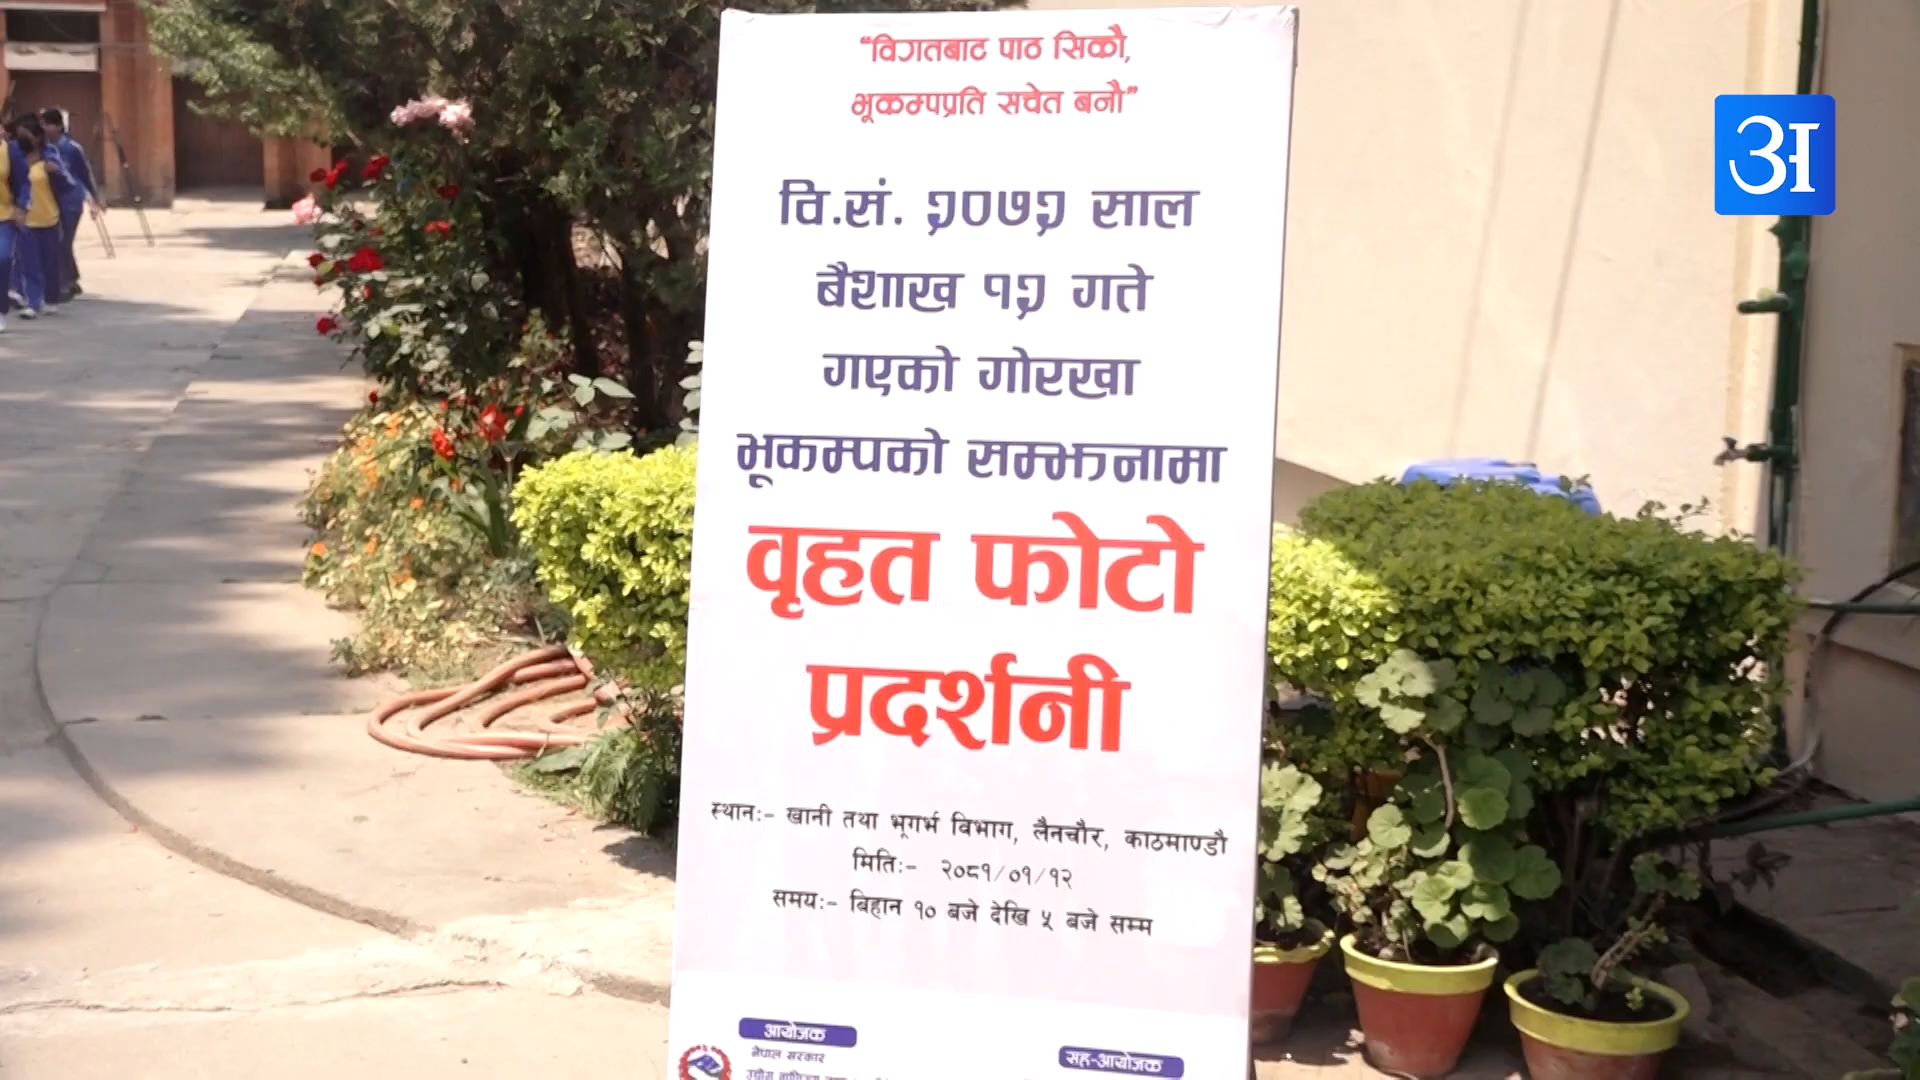 “विगतबाट पाठ सिकौ,
भूकम्पप्रति सचेत बनौ”
वि.सं. २०७२ साल
बैशाख १२ गते
गएको गोरखा
भूकम्पको सम्झनामा
वृहत फोटो
प्रदर्शनी
स्थानः- खानी तथा भूगर्भ विभाग, लैनचौर, काठमाण्डौ
मितिः- २०८१/०१/१२
समयः- बिहान १० बजे देखि ५ बजे सम्म
आयोजक
नेपाल सरकार
सह-आयोजक
अ